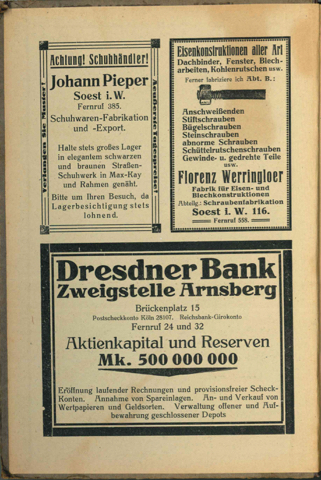 Achtung! Schuhhändler!
Johann Pieper
Soest i. W.
Fernruf 385.
Schuhwaren-Fabrikation
und -Export.
Halte stets großes Lager
in elegantem schwarzen
und braunen Straßen-
Schuhwerk in Max-Kay
und Rahmen genäht.
Bitte um Ihren Besuch, da
Lagerbesichtigung stets
lohnend.
Verlangen Sie Muster!
Aeußerste Tagespreise!
Eisenkonstruktionen aller Art
Dachbinder, Fenster, Blech-
arbeiten, Kohlenrutschen usw.
Ferner fabriziere ich Abt. B.:
Anschweißenden
Stiftschrauben
Bügelschrauben
Steinschrauben
abnorme Schrauben
Schüttelrutschenschrauben
Gewinde- u. gedrehte Teile
usw.
Florenz Werringloer
Fabrik für Eisen- und
Blechkonstruktionen
Abteilg.: Schraubenfabrikation
Soest i. W. 116.
Fernruf 558.
Dresdner Bank
Zweigstelle Arnsberg
Brückenplatz 15
Postscheckkonto Köln 28107. Reichsbank-Girokonto
Fernruf 24 und 32
Aktienkapital und Reserven
Mk. 500 000 000
Eröffnung laufender Rechnungen und provisionsfreier Scheck-
Konten. Annahme von Spareinlagen. An- und Verkauf von
Wertpapieren und Geldsorten. Verwaltung offener und Auf-
bewahrung geschlossener Depots